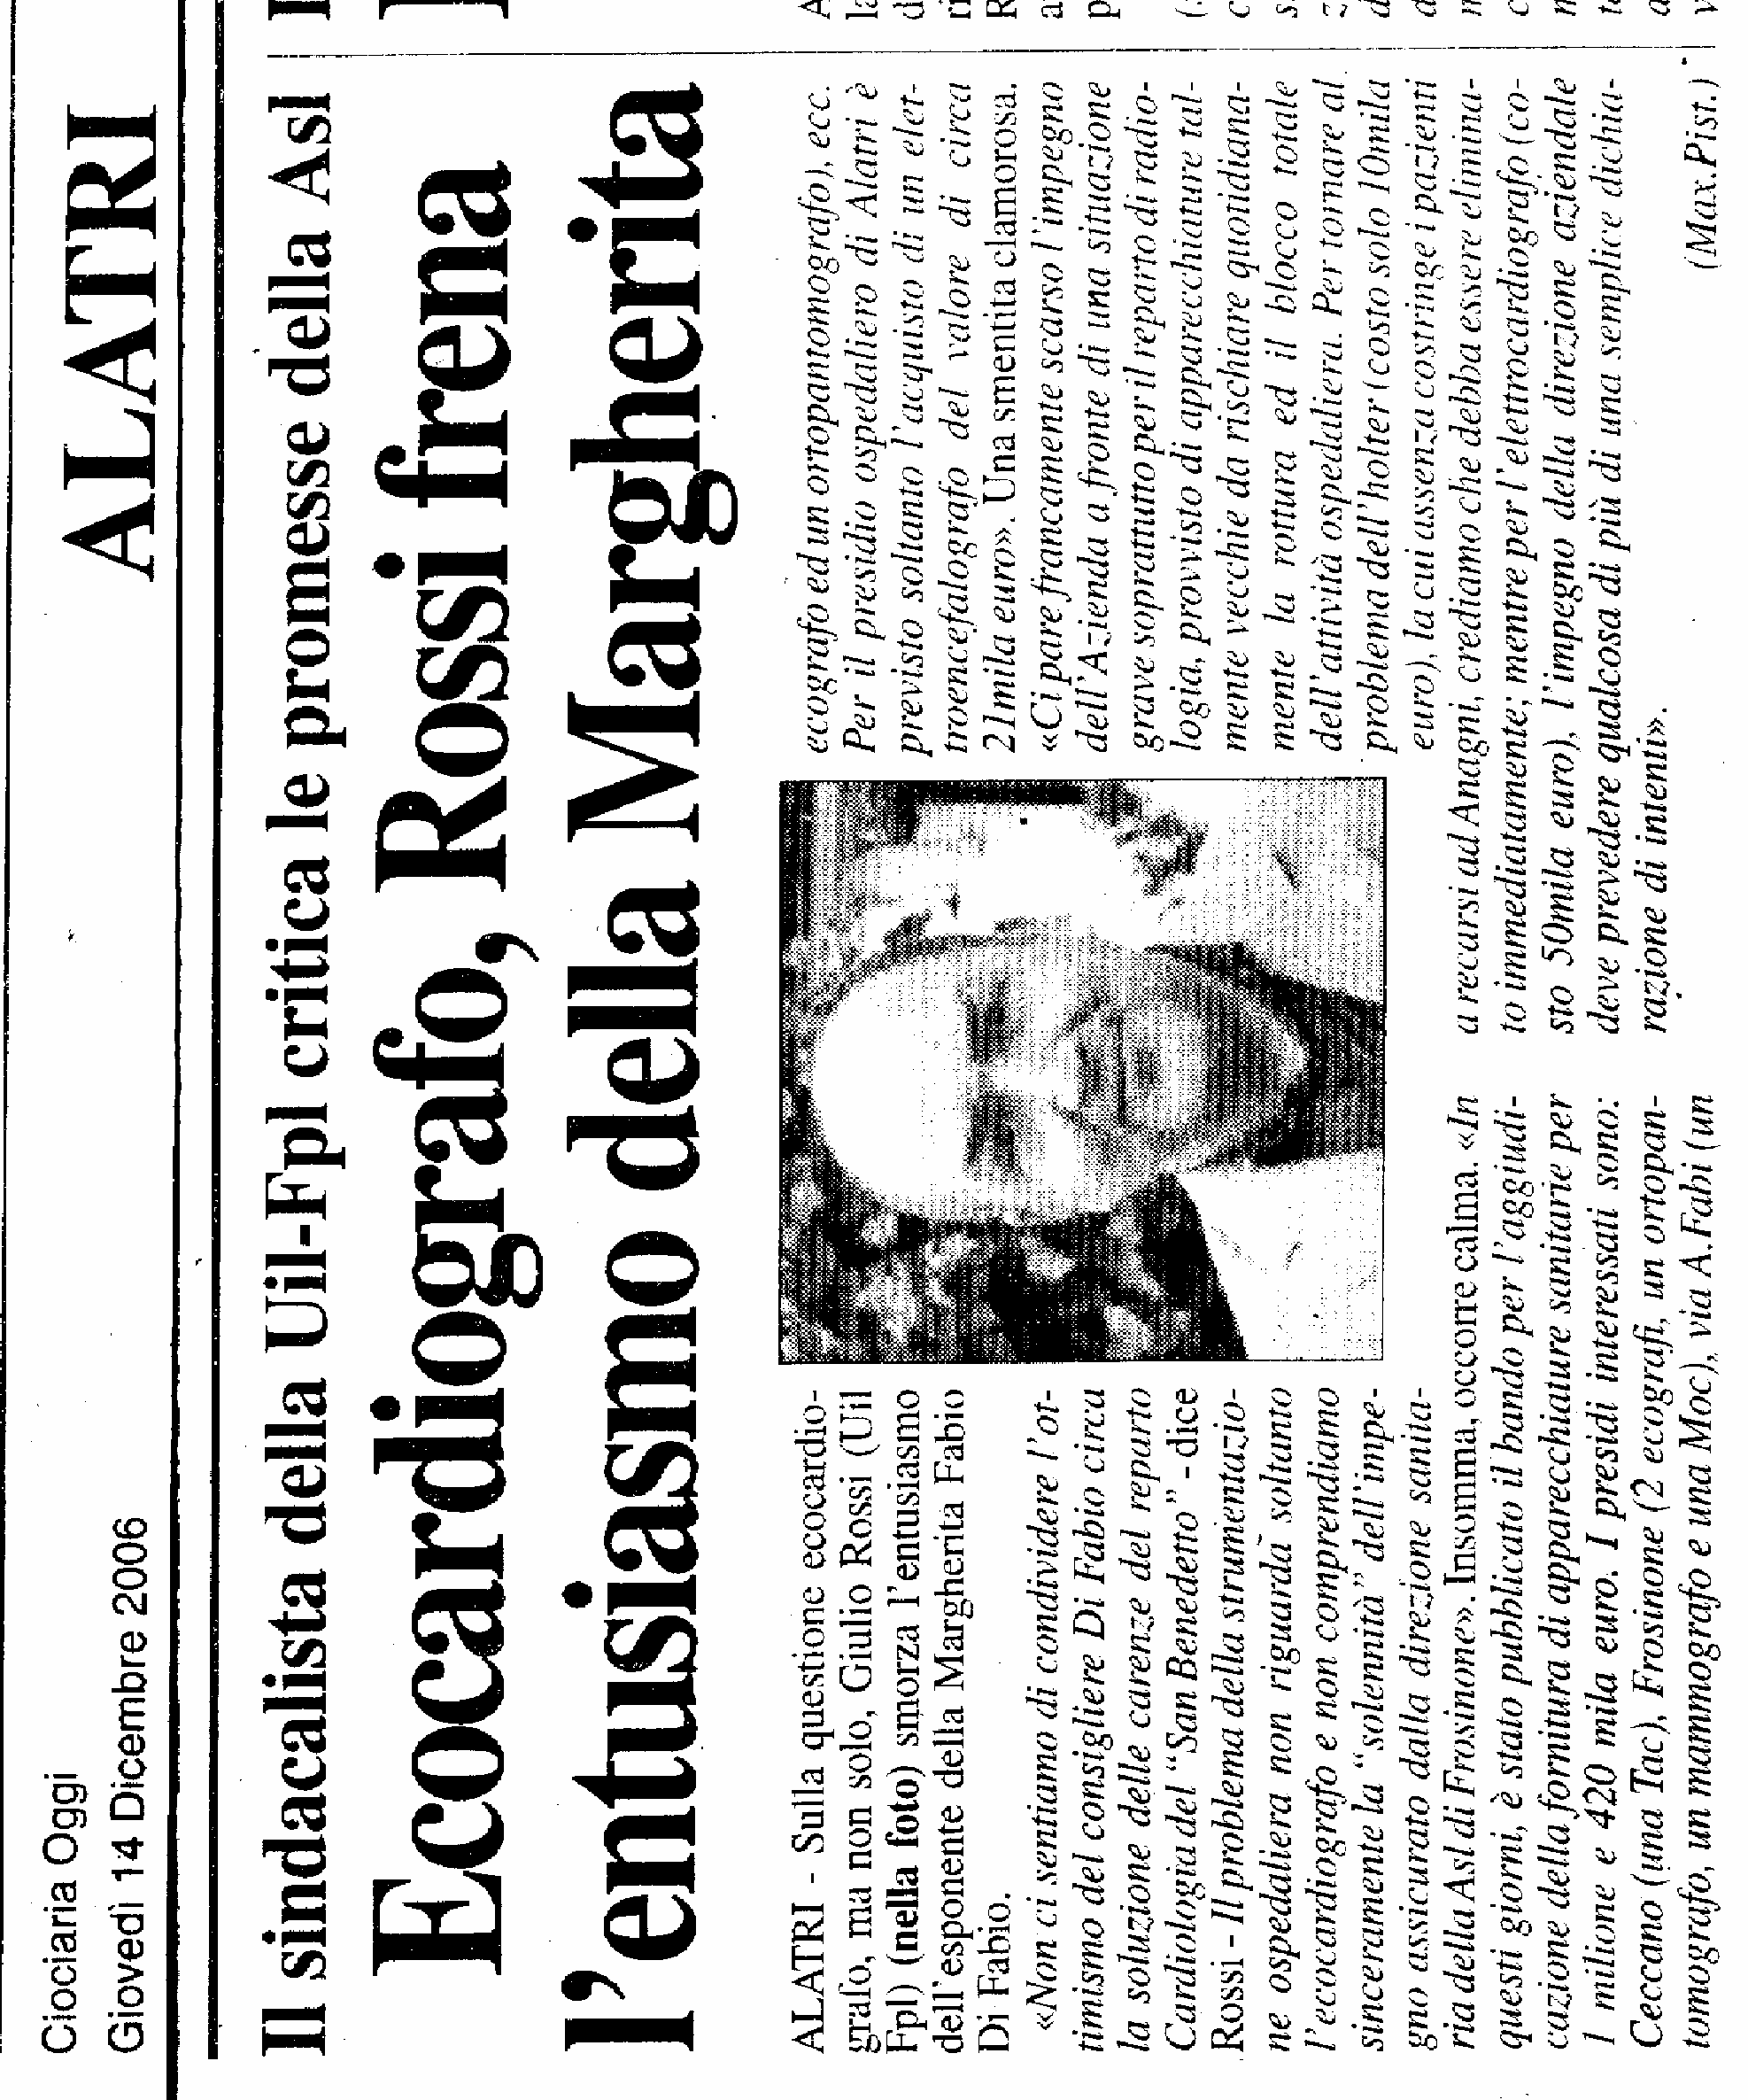 Ciociaria Oggi
Giovedì 14 Dicembre 2006
ALATRI
Il sindacalista della Uil-Fpl critica le promesse della Asl
Ecocardiografo, Rossi frena
l'entusiasmo della Margherita
ALATRI - Sulla questione ecocardio-
grafo, ma non solo, Giulio Rossi (Uil
Fpl) (nella foto) smorza l'entusiasmo
dell'esponente della Margherita Fabio
Di Fabio.
«Non ci sentiamo di condividere l'ot-
timismo del consigliere Di Fabio circa
la soluzione delle carenze del reparto
Cardiologia del “San Benedetto” - dice
Rossi - Il problema della strumentazio-
ne ospedaliera non riguarda soltanto
l'ecocardiografo e non comprendiamo
sinceramente la “solennità” dell'impe-
gno assicurato dalla direzione sanita-
ria della Asl di Frosinone». Insomma, occorre calma. «In
questi giorni, è stato pubblicato il bando per l'aggiudi-
cazione della fornitura di apparecchiature sanitarie per
1 milione e 420 mila euro. I presidi interessati sono:
Ceccano (una Tac), Frosinone (2 ecografi, un ortopan-
tomografo, un mammografo e una Moc), via A.Fabi (un
ecografo ed un ortopantomografo), ecc.
Per il presidio ospedaliero di Alatri è
previsto soltanto l'acquisto di un elet-
troencefalografo del valore di circa
21mila euro». Una smentita clamorosa.
«Ci pare francamente scarso l'impegno
dell'Azienda a fronte di una situazione
grave soprattutto per il reparto di radio-
logia, provvisto di apparecchiature tal-
mente vecchie da rischiare quotidiana-
mente la rottura ed il blocco totale
dell'attività ospedaliera. Per tornare al
problema dell'holter (costo solo 10mila
euro), la cui assenza costringe i pazienti
a recarsi ad Anagni, crediamo che debba essere elimina-
to immediatamente; mentre per l'elettrocardiografo (co-
sto 50mila euro), l'impegno della direzione aziendale
deve prevedere qualcosa di più di una semplice dichia-
razione di intenti».
(Max.Pist.)